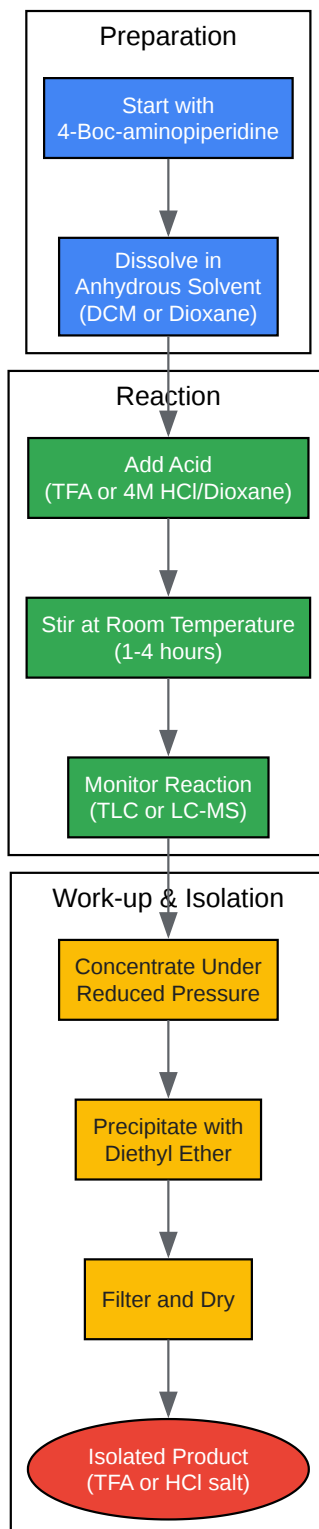 Preparation
Start with
4-Boc-aminopiperidine
Dissolve in
Anhydrous Solvent
(DCM or Dioxane)
Reaction
Add Acid
(TFA or 4M HCl/Dioxane)
Stir at Room Temperature
(1-4 hours)
Monitor Reaction
(TLC or LC-MS)
Work-up & Isolation
Concentrate Under
Reduced Pressure
Precipitate with
Diethyl Ether
Filter and Dry
Isolated Product
(TFA or HCl salt)